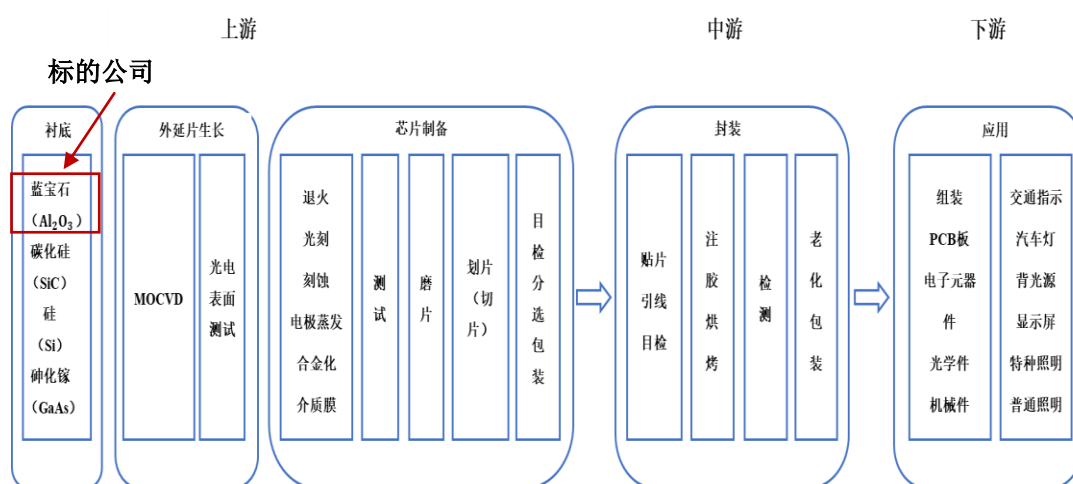 上游
中游
下游
标的公司
衬底
蓝宝石
（Al₂O₃）
碳化硅
（SiC）
硅
（Si）
砷化镓
（GaAs）
外延片生长
MOCVD
光电
表面
测试
芯片制备
退火
光刻
刻蚀
电极蒸发
合金化
介质膜
测
试
磨
片
划片
（切
片）
目
检
分
选
包
装
封装
贴片
引线
目检
注
胶
烘
烤
检
测
老
化
包
装
应用
组装
PCB板
电子元器
件
光学件
机械件
交通指示
汽车灯
背光源
显示屏
特种照明
普通照明